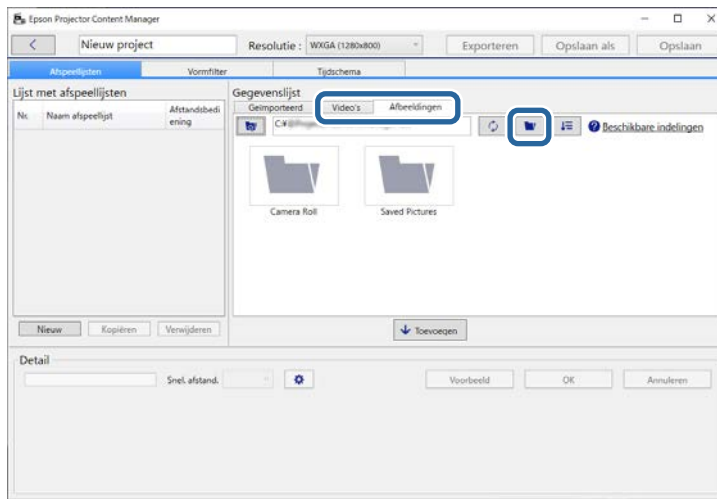 Epson Projector Content Manager
Nieuw project
Resolutie : WXGA (1280x800)
Exporteren
Opslaan als
Opslaan
Afspeellijsten
Vormfilter
Tijdschema
Lijst met afspeellijsten
Nr. Naam afspeellijst Afstandsbedi
ening
Gegevenslijst
Geïmporteerd Video's Afbeeldingen
Beschikbare indelingen
Camera Roll
Saved Pictures
Nieuw
Kopiëren
Verwijderen
Toevoegen
Detail
Snel. afstand.
Voorbeeld
OK
Annuleren